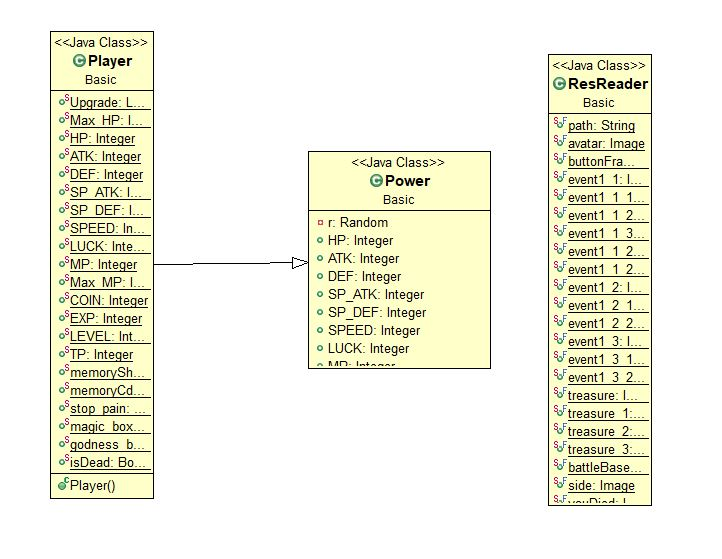 <<Java Class>>
Player
Basic
Upgrade: L...
Max_HP: I...
HP: Integer
ATK: Integer
DEF: Integer
SP_ATK: I...
SP_DEF: I...
SPEED: In...
LUCK: Inte...
MP: Integer
Max_MP: I...
COIN: Integer
EXP: Integer
LEVEL: Int...
TP: Integer
memorySh...
memoryCd...
stop_pain: ...
magic_box...
godness_b...
isDead: Bo...
Player()
<<Java Class>>
Power
Basic
r: Random
HP: Integer
ATK: Integer
DEF: Integer
SP_ATK: Integer
SP_DEF: Integer
SPEED: Integer
LUCK: Integer
MP: Integer
<<Java Class>>
ResReader
Basic
path: String
avatar: Image
buttonFra...
event1_1: I...
event1_1_1...
event1_1_2...
event1_1_3...
event1_1_2...
event1_1_2...
event1_2: I...
event1_2_1...
event1_2_2...
event1_3: I...
event1_3_1...
event1_3_2...
treasure: I...
treasure_1:...
treasure_2:...
treasure_3:...
battleBase...
side: Image
youDied: I...